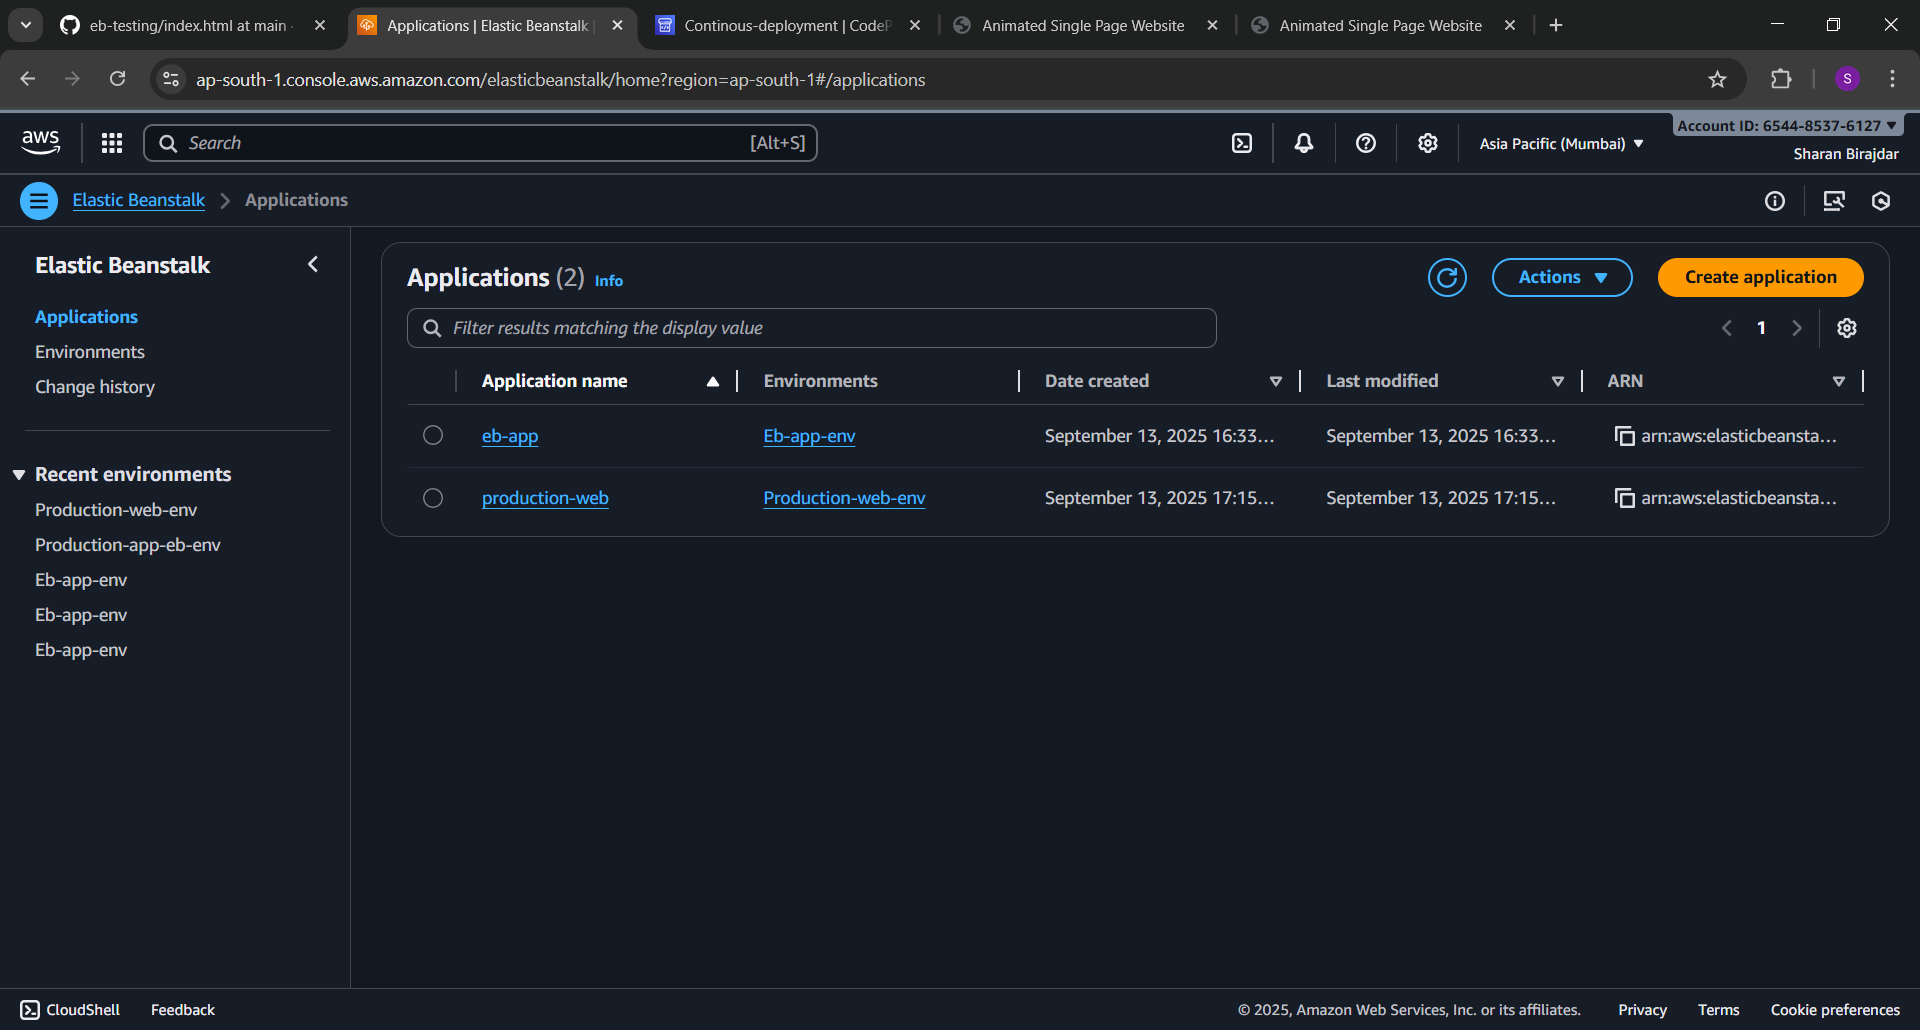 eb-testing/index.html at main ·
Applications | Elastic Beanstalk |
Continous-deployment | CodeP
Animated Single Page Website
Animated Single Page Website
ap-south-1.console.aws.amazon.com/elasticbeanstalk/home?region=ap-south-1#/applications
S
aws
Search
[Alt+S]
Asia Pacific (Mumbai)
Account ID: 6544-8537-6127
Sharan Birajdar
Elastic Beanstalk
Applications
Elastic Beanstalk
Applications
Environments
Change history
Recent environments
Production-web-env
Production-app-eb-env
Eb-app-env
Eb-app-env
Eb-app-env
Applications (2) Info
Actions
Create application
Filter results matching the display value
1
Application name
Environments
Date created
Last modified
ARN
eb-app
Eb-app-env
September 13, 2025 16:33...
September 13, 2025 16:33...
arn:aws:elasticbeansta...
production-web
Production-web-env
September 13, 2025 17:15...
September 13, 2025 17:15...
arn:aws:elasticbeansta...
CloudShell
Feedback
© 2025, Amazon Web Services, Inc. or its affiliates.
Privacy
Terms
Cookie preferences